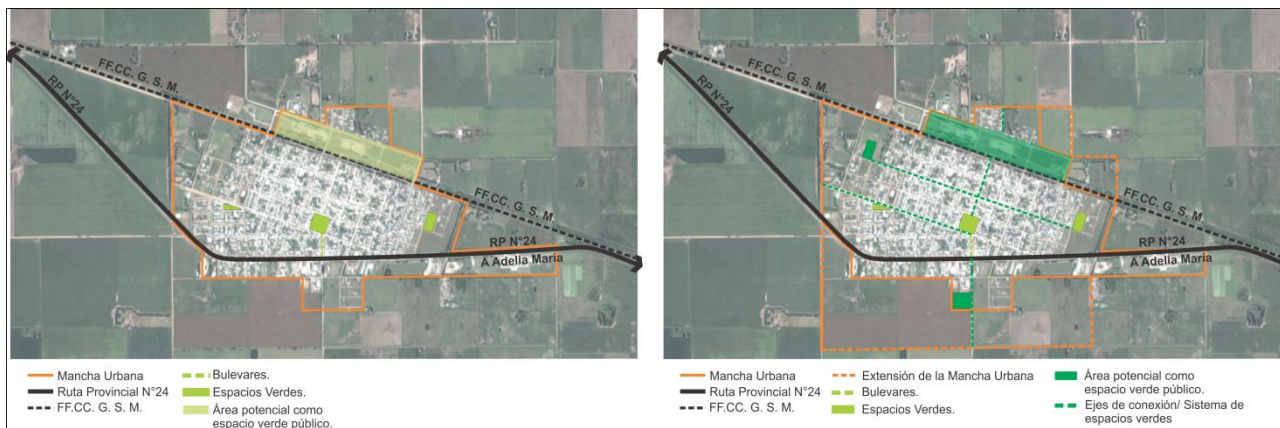 FF.CC. G. S. M.
RP N°24
FF.CC. G. S. M.
RP N°24
A Adelia María
Mancha Urbana
Ruta Provincial N°24
FF.CC. G. S. M.
Bulevares.
Espacios Verdes.
Área potencial como
espacio verde público.
FF.CC. G. S. M.
RP N°24
FF.CC. G. S. M.
RP N°24
A Adelia María
Mancha Urbana
Ruta Provincial N°24
FF.CC. G. S. M.
Extensión de la Mancha Urbana
Bulevares.
Espacios Verdes.
Área potencial como
espacio verde público.
Ejes de conexión/ Sistema de
espacios verdes